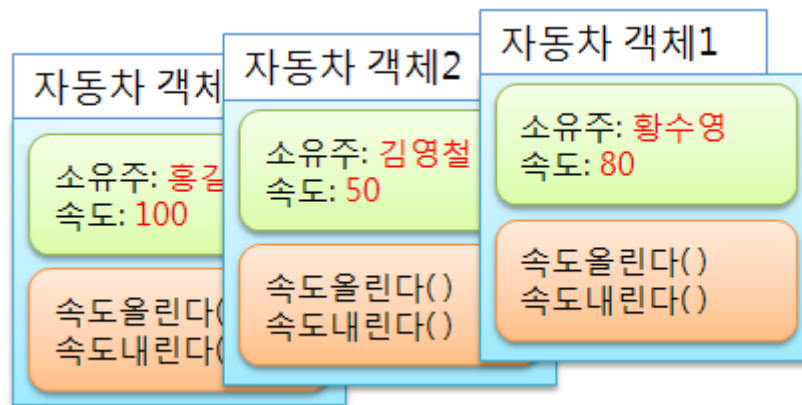 자동차 객체
소유주: 홍길
속도: 100
속도올린다(
속도내린다(
자동차 객체2
소유주: 김영철
속도: 50
속도올린다()
속도내린다()
자동차 객체1
소유주: 황수영
속도: 80
속도올린다()
속도내린다()